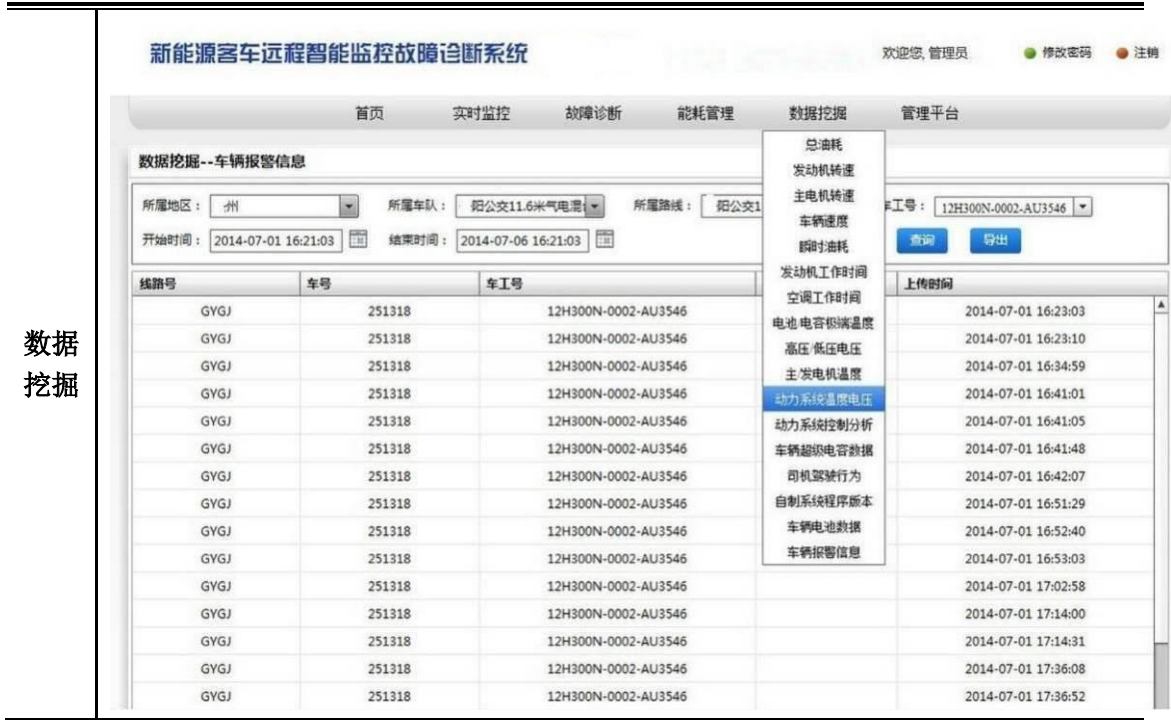 数据
挖掘
新能源客车远程智能监控故障诊断系统
欢迎您, 管理员 修改密码 注销
首页 实时监控 故障诊断 能耗管理 数据挖掘 管理平台
数据挖掘--车辆报警信息
所属地区： 州 所属车队： 阳公交11.6米气电混 所属路线： 阳公交1 工号： 12H300N-0002-AU3546
开始时间： 2014-07-01 16:21:03 结束时间： 2014-07-06 16:21:03 查询 导出
总油耗
发动机转速
主电机转速
车辆速度
瞬时油耗
发动机工作时间
空调工作时间
电池/电容极端温度
高压/低压电压
主/发电机温度
动力系统温度电压
动力系统控制分析
车辆超级电容数据
司机驾驶行为
自制系统程序版本
车辆电池数据
车辆报警信息
线路号 车号 车工号 上传时间
GYGJ 251318 12H300N-0002-AU3546 2014-07-01 16:23:03
GYGJ 251318 12H300N-0002-AU3546 2014-07-01 16:23:10
GYGJ 251318 12H300N-0002-AU3546 2014-07-01 16:34:59
GYGJ 251318 12H300N-0002-AU3546 2014-07-01 16:41:01
GYGJ 251318 12H300N-0002-AU3546 2014-07-01 16:41:05
GYGJ 251318 12H300N-0002-AU3546 2014-07-01 16:41:48
GYGJ 251318 12H300N-0002-AU3546 2014-07-01 16:42:07
GYGJ 251318 12H300N-0002-AU3546 2014-07-01 16:51:29
GYGJ 251318 12H300N-0002-AU3546 2014-07-01 16:52:40
GYGJ 251318 12H300N-0002-AU3546 2014-07-01 16:53:03
GYGJ 251318 12H300N-0002-AU3546 2014-07-01 17:02:58
GYGJ 251318 12H300N-0002-AU3546 2014-07-01 17:14:00
GYGJ 251318 12H300N-0002-AU3546 2014-07-01 17:14:31
GYGJ 251318 12H300N-0002-AU3546 2014-07-01 17:36:08
GYGJ 251318 12H300N-0002-AU3546 2014-07-01 17:36:52